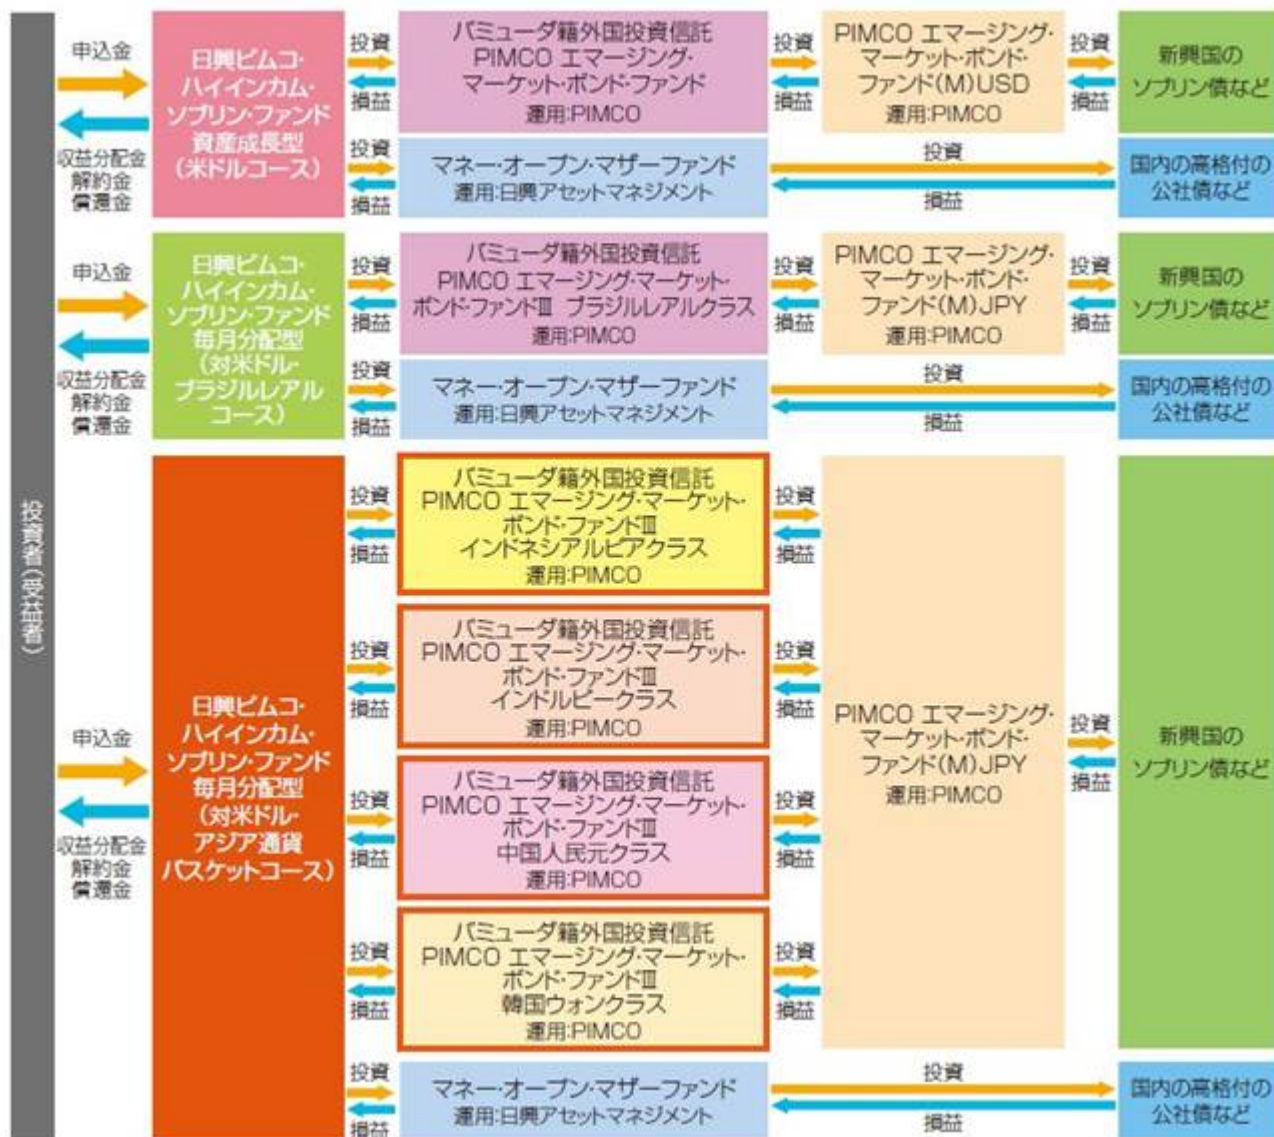 投資者(受益者)
申込金
収益分配金
解約金
償還金
日興ピムコ・
ハイインカム・
ソブリン・ファンド
資産成長型
(米ドルコース)
投資
損益
バミューダ籍外国投資信託
PIMCO エマージング・
マーケット・ボンド・ファンド
投資
損益
PIMCO エマージング・
マーケット・ボンド・
ファンド(M)USD
運用:PIMCO
投資
損益
新興国の
ソブリン債など
投資
損益
マネー・オープン・マザーファンド
運用:日興アセットマネジメント
投資
損益
国内の高格付の
公社債など
申込金
収益分配金
解約金
償還金
日興ピムコ・
ハイインカム・
ソブリン・ファンド
毎月分配型
(対米ドル・
ブラジルレアル
コース)
投資
損益
バミューダ籍外国投資信託
PIMCO エマージング・マーケット・
ボンド・ファンドⅢ ブラジルレアルクラス
運用:PIMCO
投資
損益
PIMCO エマージング・
マーケット・ボンド・
ファンド(M)JPY
運用:PIMCO
投資
損益
新興国の
ソブリン債など
投資
損益
マネー・オープン・マザーファンド
運用:日興アセットマネジメント
投資
損益
国内の高格付の
公社債など
申込金
収益分配金
解約金
償還金
日興ピムコ・
ハイインカム・
ソブリン・ファンド
毎月分配型
(対米ドル・
アジア通貨
バスケットコース)
投資
損益
バミューダ籍外国投資信託
PIMCO エマージング・マーケット・
ボンド・ファンドⅢ
インドネシアルピアクラス
運用:PIMCO
投資
損益
投資
損益
バミューダ籍外国投資信託
PIMCO エマージング・マーケット・
ボンド・ファンドⅢ
インドルピークラス
運用:PIMCO
投資
損益
投資
損益
バミューダ籍外国投資信託
PIMCO エマージング・マーケット・
ボンド・ファンドⅢ
中国人民元クラス
運用:PIMCO
投資
損益
投資
損益
バミューダ籍外国投資信託
PIMCO エマージング・マーケット・
ボンド・ファンドⅢ
韓国ウォンクラス
運用:PIMCO
投資
損益
PIMCO エマージング・
マーケット・ボンド・
ファンド(M)JPY
運用:PIMCO
投資
損益
新興国の
ソブリン債など
投資
損益
マネー・オープン・マザーファンド
運用:日興アセットマネジメント
投資
損益
国内の高格付の
公社債など